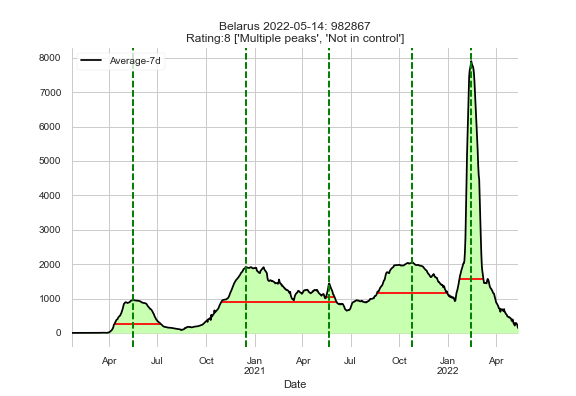 Belarus 2022-05-14: 982867
Rating:8 ['Multiple peaks', 'Not in control']
Average-7d
8000
7000
6000
5000
4000
3000
2000
1000
0
Apr Jul Oct Jan Apr Jul Oct Jan Apr
2021 2022
Date